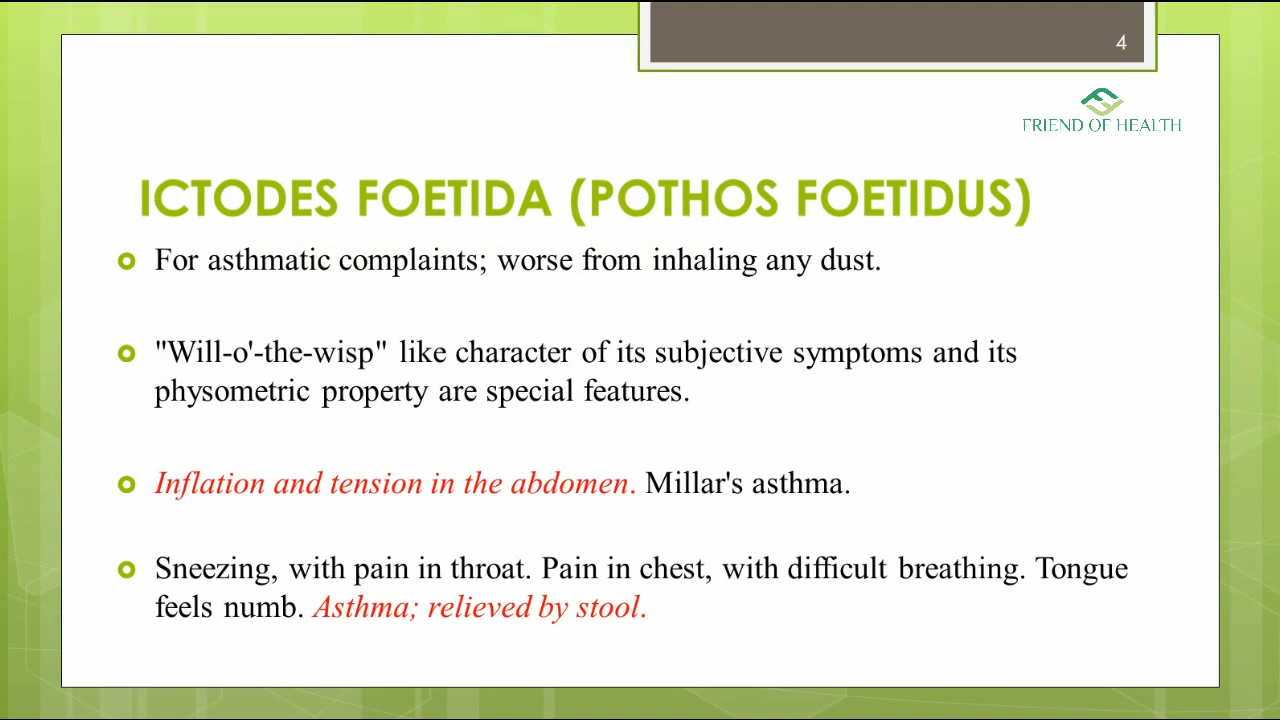 4
FRIEND OF HEALTH
ICTODES FOETIDA (POTHOS FOETIDUS)
For asthmatic complaints; worse from inhaling any dust.
"Will-o'-the-wisp" like character of its subjective symptoms and its
physometric property are special features.
Inflation and tension in the abdomen. Millar's asthma.
Sneezing, with pain in throat. Pain in chest, with difficult breathing. Tongue
feels numb. Asthma; relieved by stool.